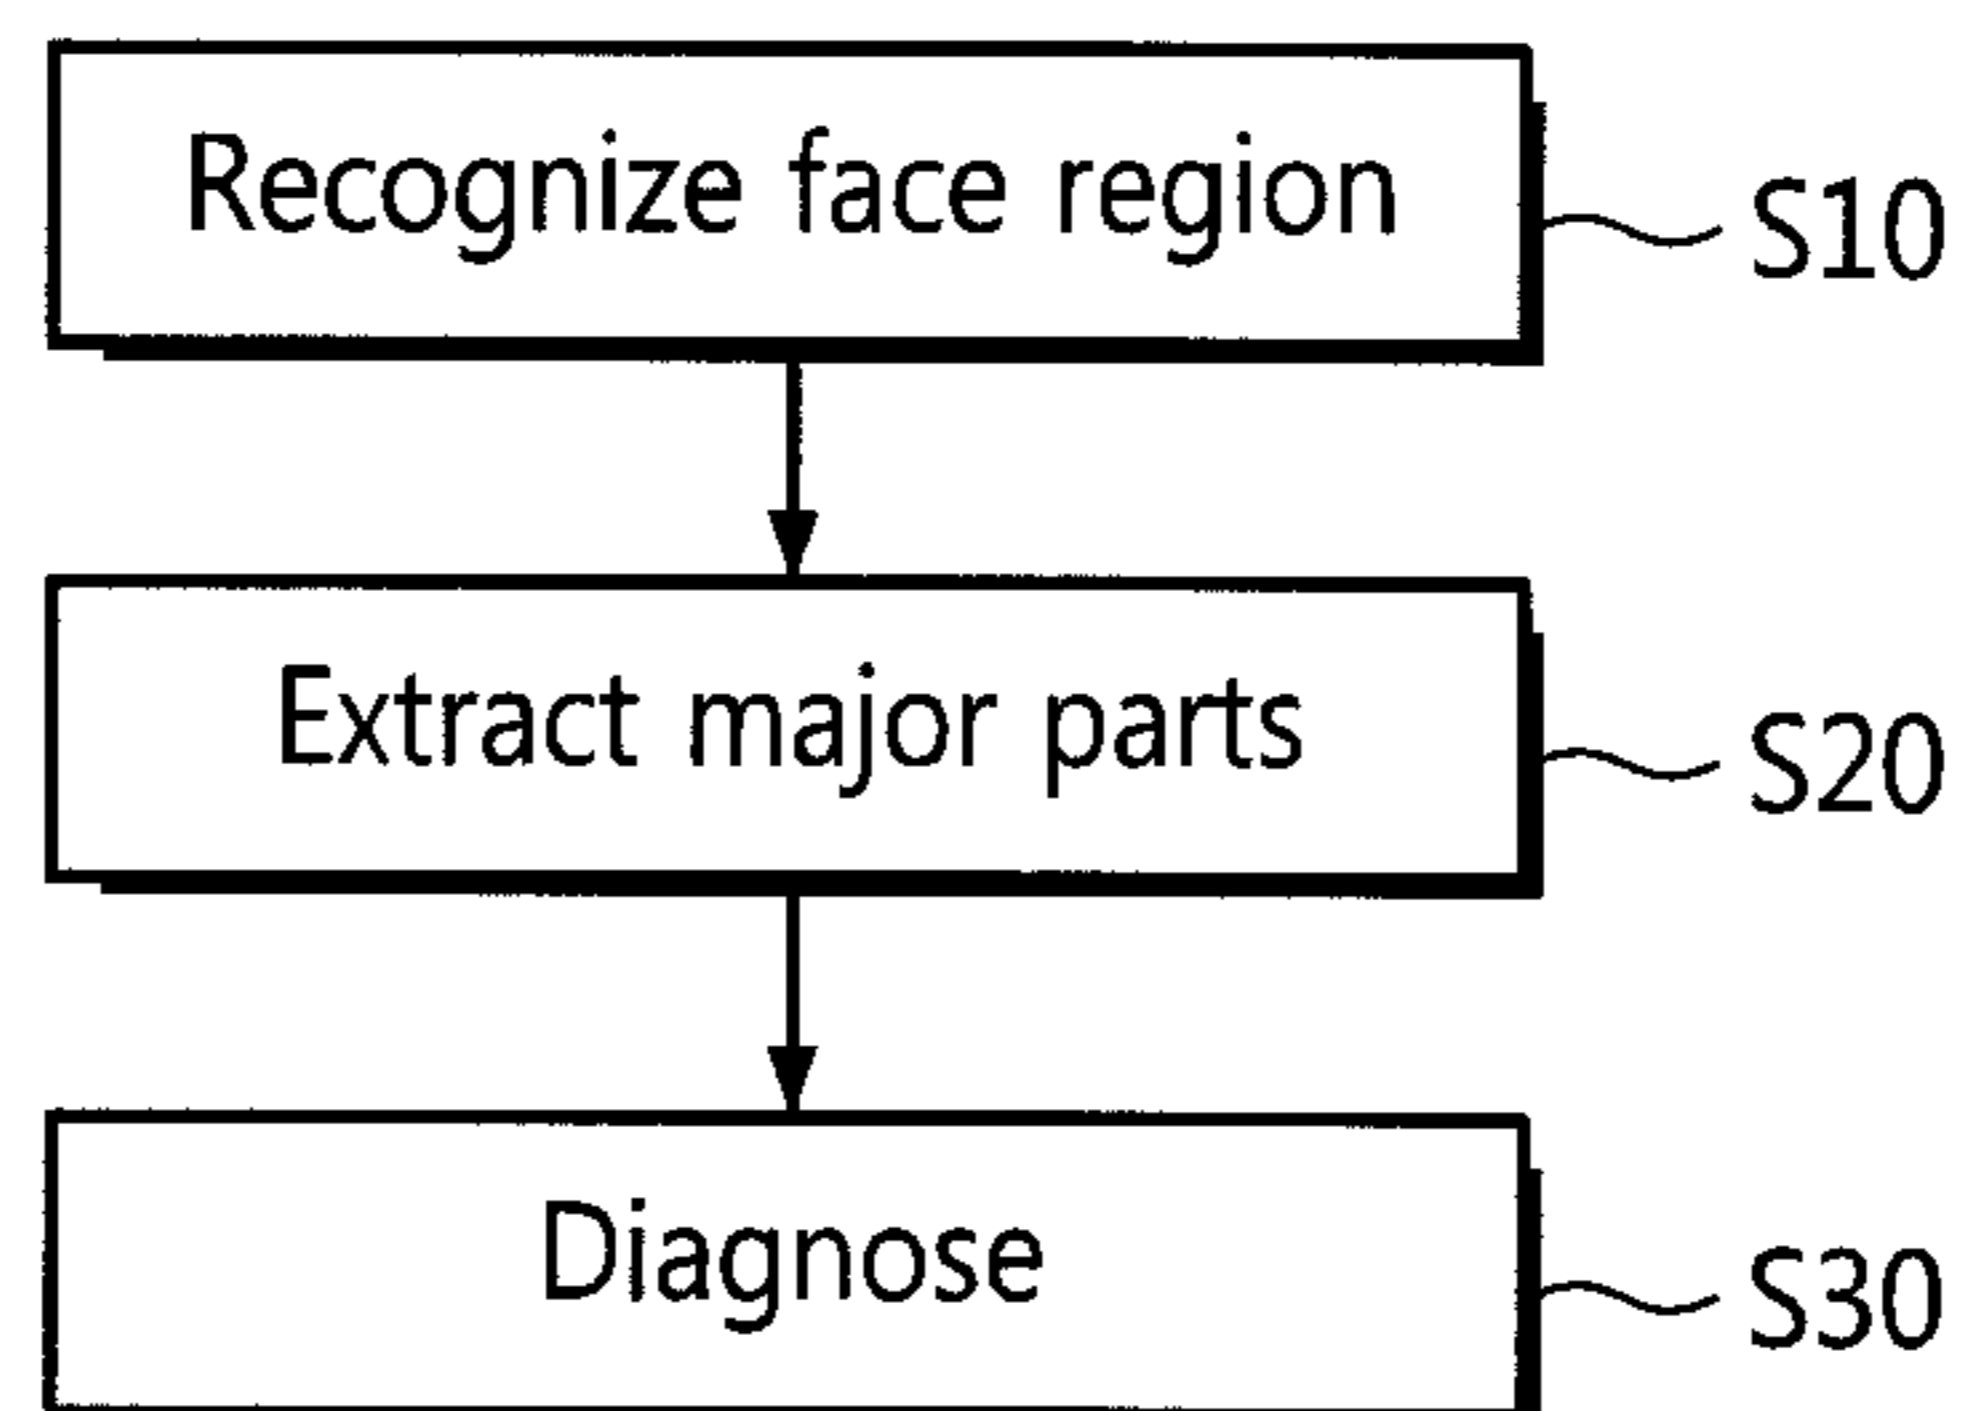 Recognize face region
S10
Extract major parts
S20
Diagnose
S30